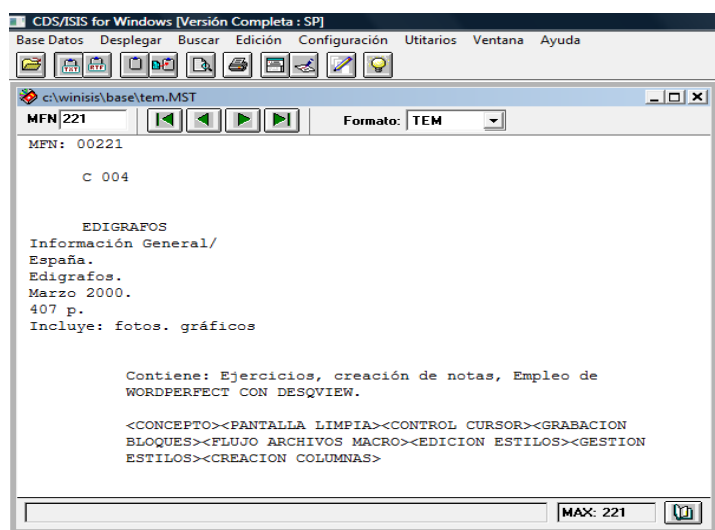 CDS/ISIS for Windows [Versión Completa : SP]
Base Datos Desplegar Buscar Edición Configuración Utitarios Ventana Ayuda
c:\winisis\base\tem.MST
MFN 221 Formato: TEM
MFN: 00221
C 004
EDIGRAFOS
Información General/
España.
Edigrafos.
Marzo 2000.
407 p.
Incluye: fotos. gráficos
Contiene: Ejercicios, creación de notas, Empleo de
WORDPERFECT CON DESQVIEW.
<CONCEPTO><PANTALLA LIMPIA><CONTROL CURSOR><GRABACION
BLOQUES><FLUJO ARCHIVOS MACRO><EDICION ESTILOS><GESTION
ESTILOS><CREACION COLUMNAS>
MAX: 221